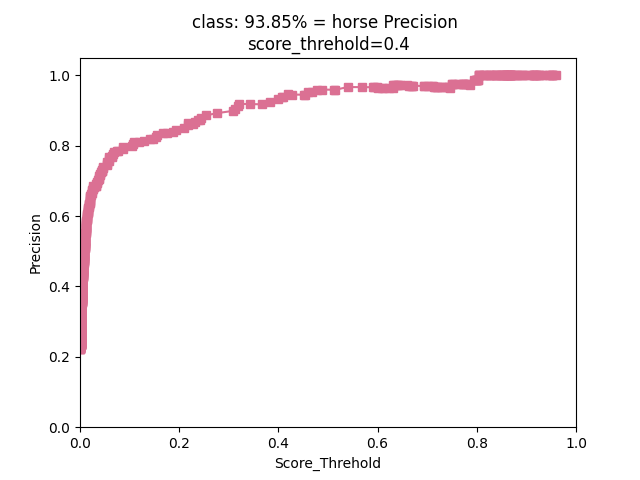 class: 93.85% = horse Precision
score_threhold=0.4
1.0
0.8
0.6
0.4
0.2
0.0
Precision
0.0 0.2 0.4 0.6 0.8 1.0
Score_Threhold